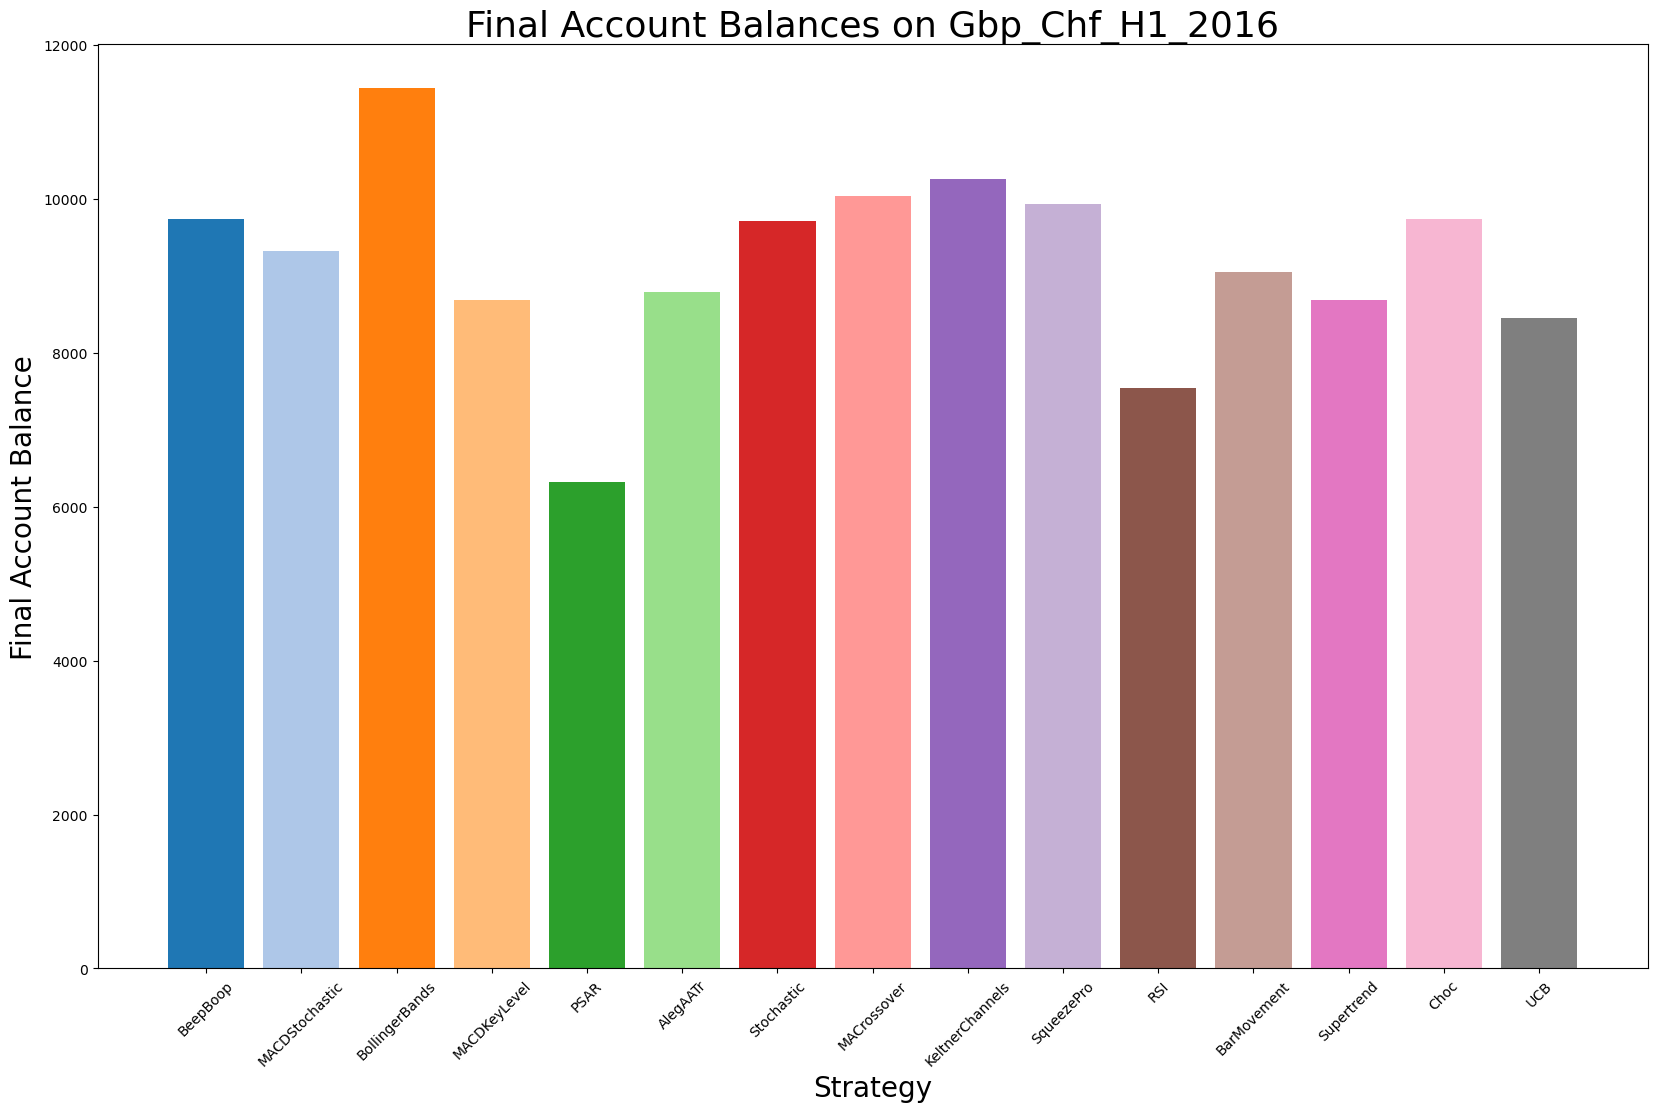 Final Account Balances on Gbp_Chf_H1_2016
12000
10000
8000
6000
4000
2000
0
Final Account Balance
BeepBoop
MACDStochastic
BollingerBands
MACDKeyLevel
PSAR
AlegAATr
Stochastic
MACrossover
KeltnerChannels
SqueezePro
RSI
BarMovement
Supertrend
Choc
UCB
Strategy